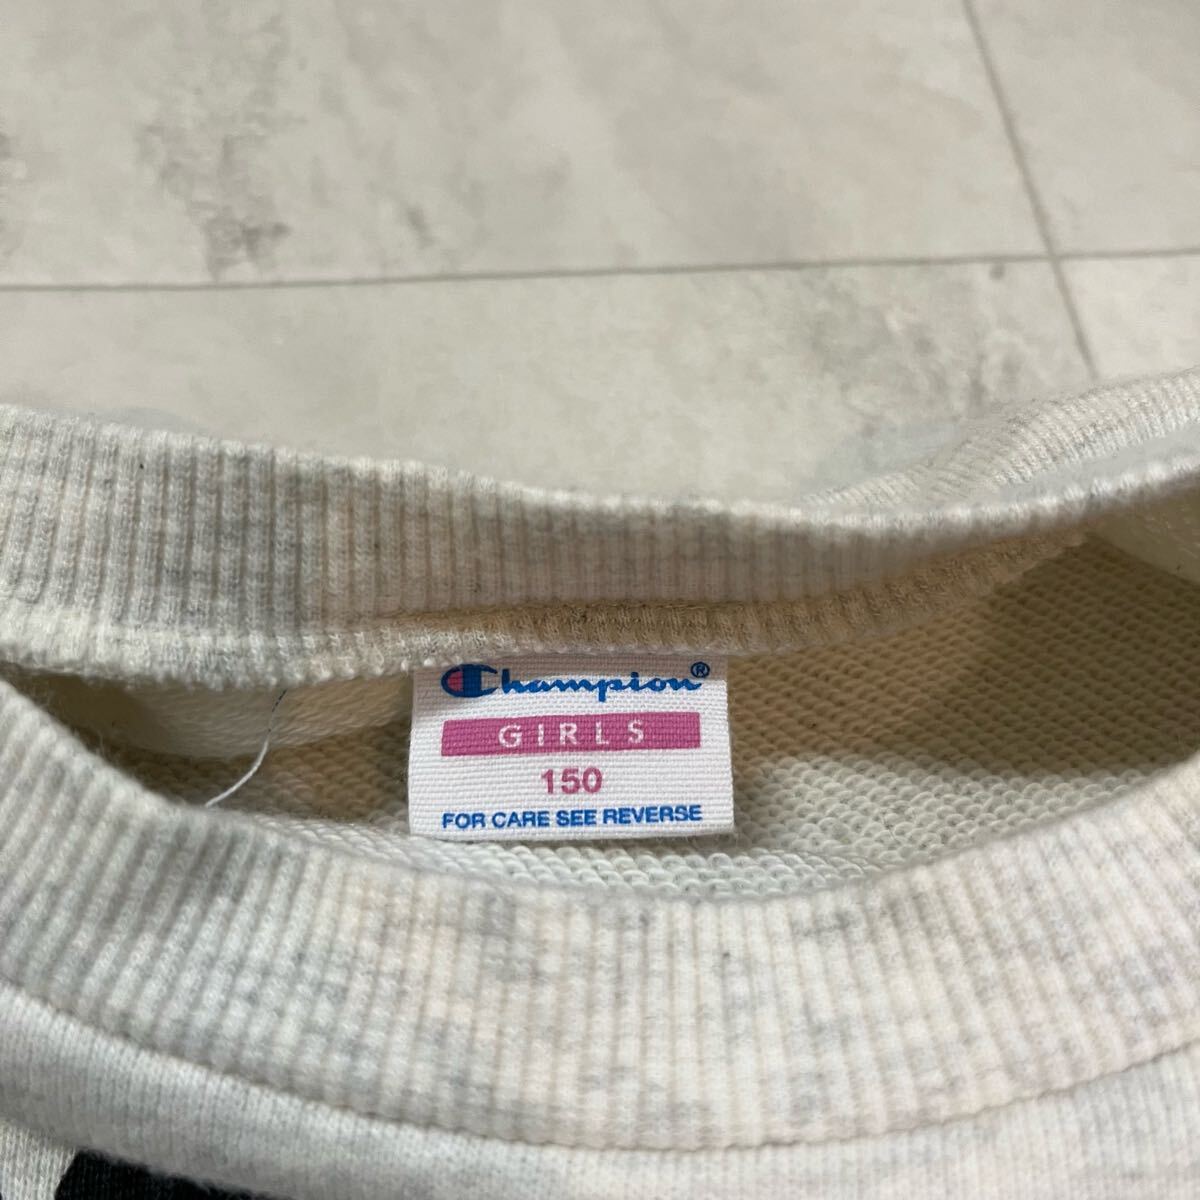 Champion®
GIRLS
150
FOR CARE SEE REVERSE